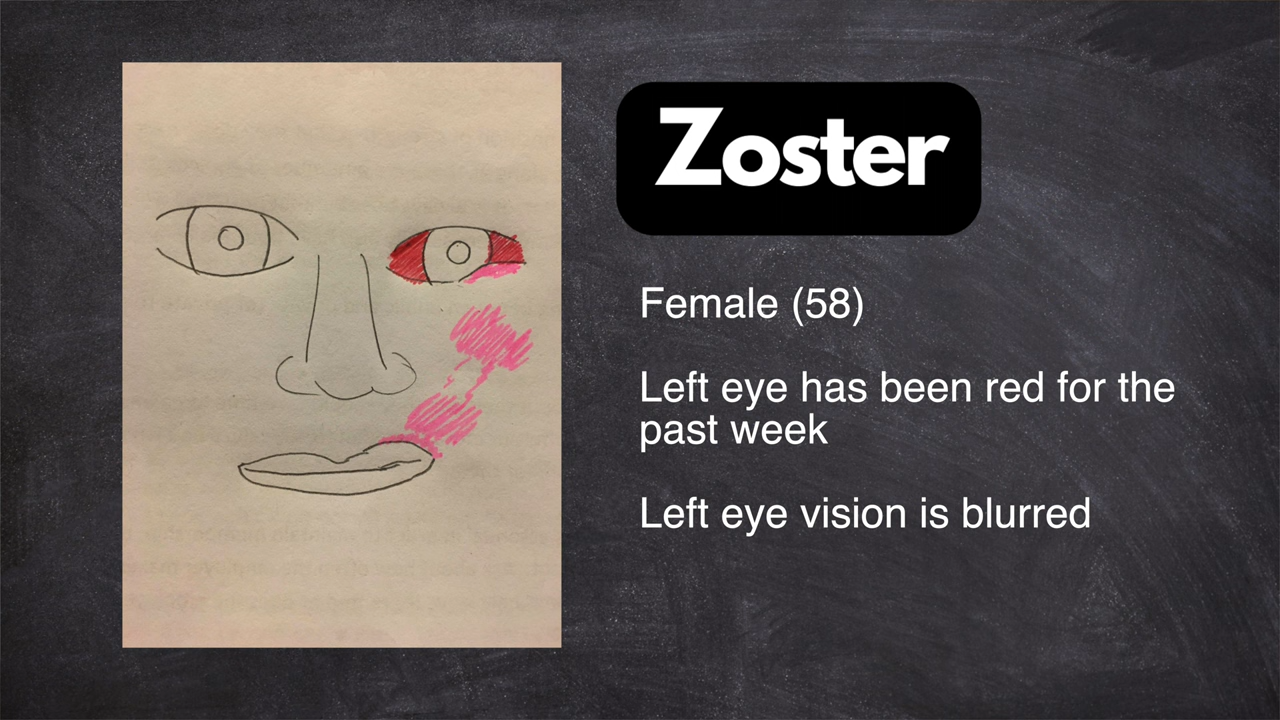 Zoster
Female (58)
Left eye has been red for the
past week
Left eye vision is blurred